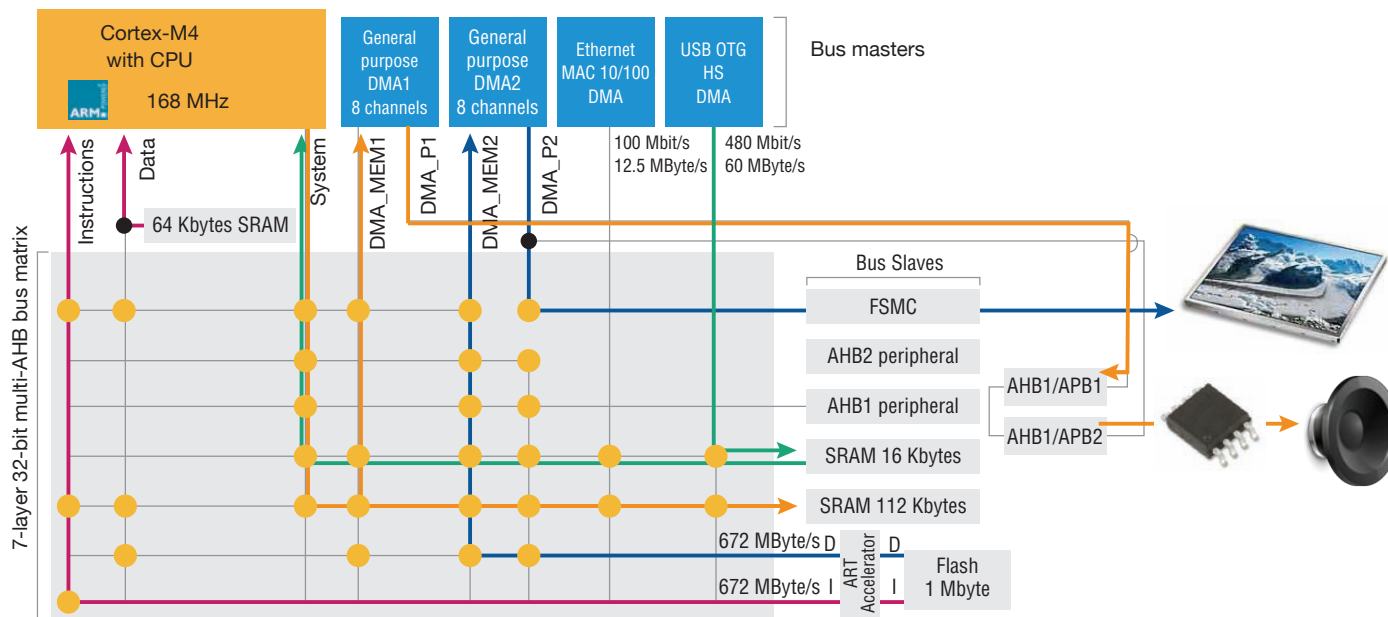 Cortex-M4
with CPU
168 MHz
ARM
POWERED
General
purpose
DMA1
8 channels
General
purpose
DMA2
8 channels
Ethernet
MAC 10/100
DMA
USB OTG
HS
DMA
Bus masters
100 Mbit/s
12.5 MByte/s
480 Mbit/s
60 MByte/s
Instructions
Data
System
DMA_MEM1
DMA_P1
DMA_MEM2
DMA_P2
64 Kbytes SRAM
7-layer 32-bit multi-AHB bus matrix
Bus Slaves
FSMC
AHB2 peripheral
AHB1 peripheral
SRAM 16 Kbytes
SRAM 112 Kbytes
AHB1/APB1
AHB1/APB2
672 MByte/s D
D
672 MByte/s I
I
ART
Accelerator
Flash
1 Mbyte